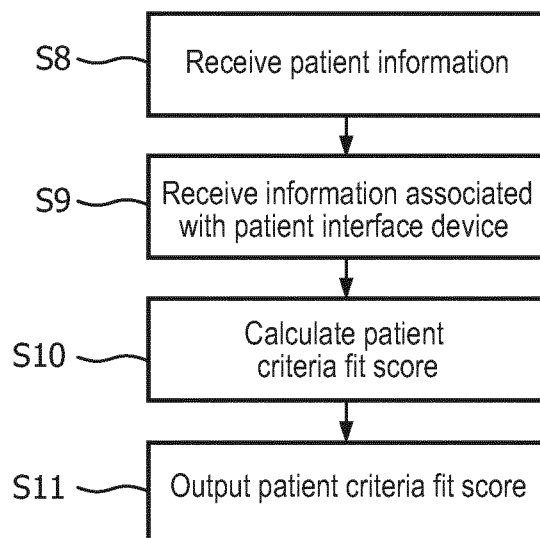 S8
Receive patient information
S9
Receive information associated
with patient interface device
S10
Calculate patient
criteria fit score
S11
Output patient criteria fit score